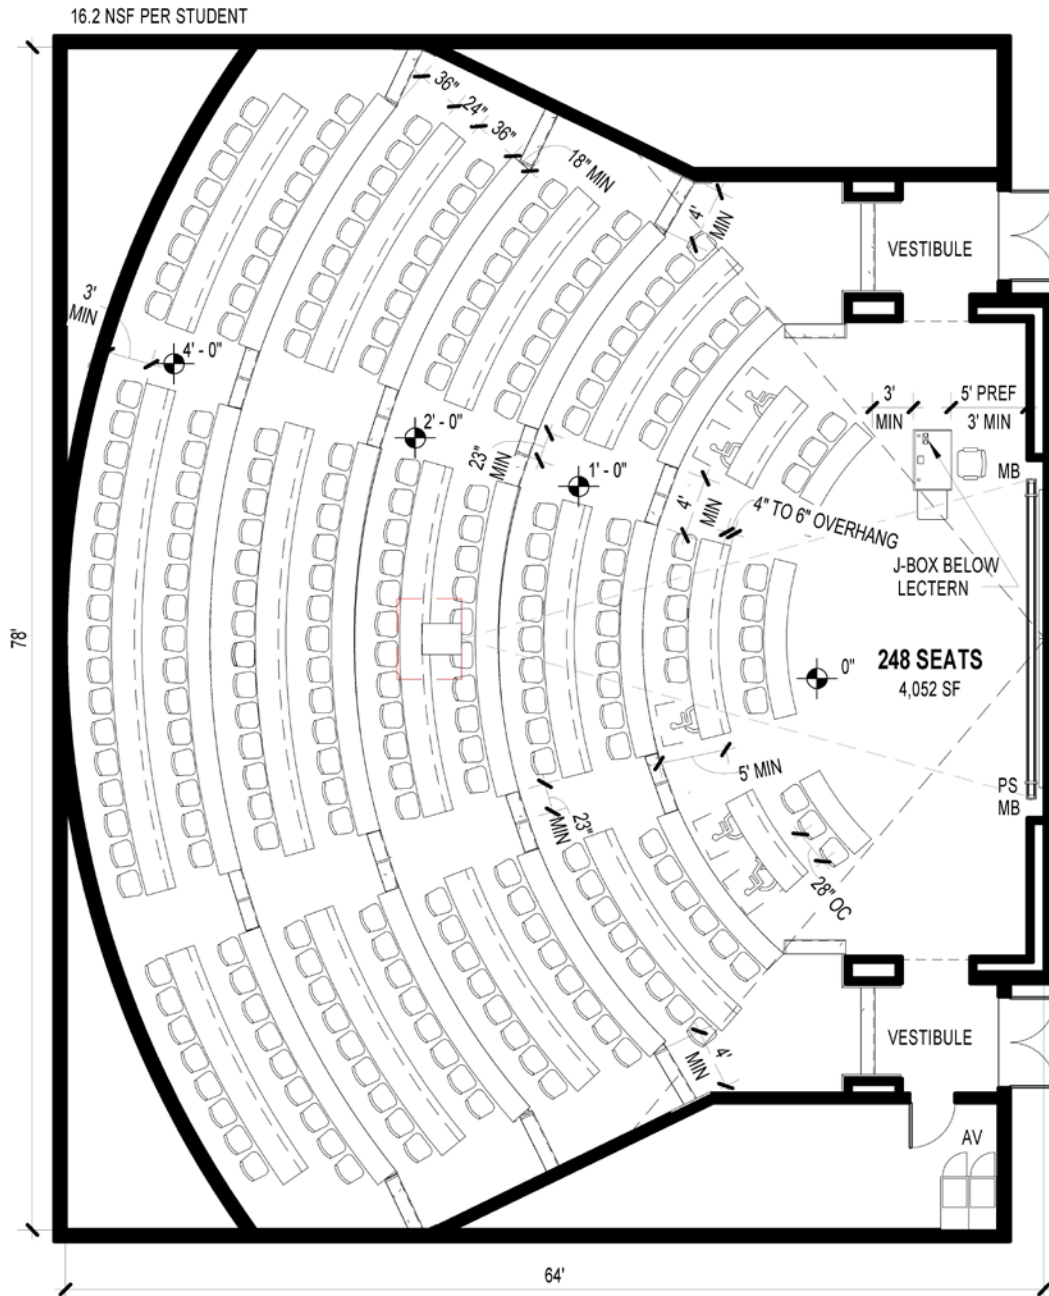 16.2 NSF PER STUDENT
36"
24"
36"
18" MIN
4'
MIN
VESTIBULE
3'
MIN
4' - 0"
3'
MIN
5' PREF
3' MIN
2' - 0"
23"
MIN
1' - 0"
MB
4'
MIN
4" TO 6" OVERHANG
J-BOX BELOW
LECTERN
78'
248 SEATS
4,052 SF
0"
5' MIN
PS
MB
23"
MIN
28" OC
VESTIBULE
4'
MIN
AV
64'